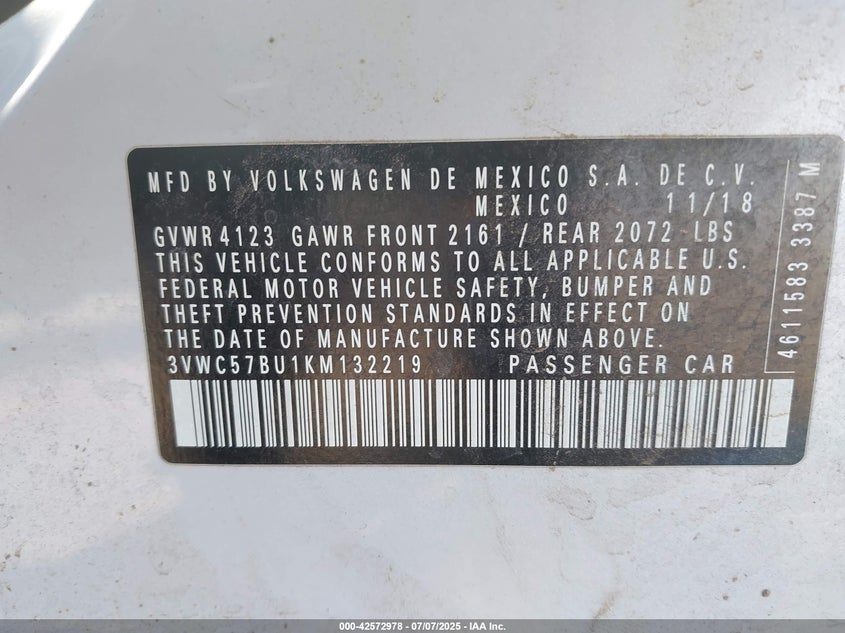 MFD BY VOLKSWAGEN DE MEXICO S.A. DE C.V.
MEXICO 11/18
GVWR 4123 GAWR FRONT 2161 / REAR 2072 LBS
THIS VEHICLE CONFORMS TO ALL APPLICABLE U.S.
FEDERAL MOTOR VEHICLE SAFETY, BUMPER AND
THEFT PREVENTION STANDARDS IN EFFECT ON
THE DATE OF MANUFACTURE SHOWN ABOVE.
3VWC57BU1KM132219 PASSENGER CAR
4611583 3387 M
000-42572978 - 07/07/2025 - IAA Inc.